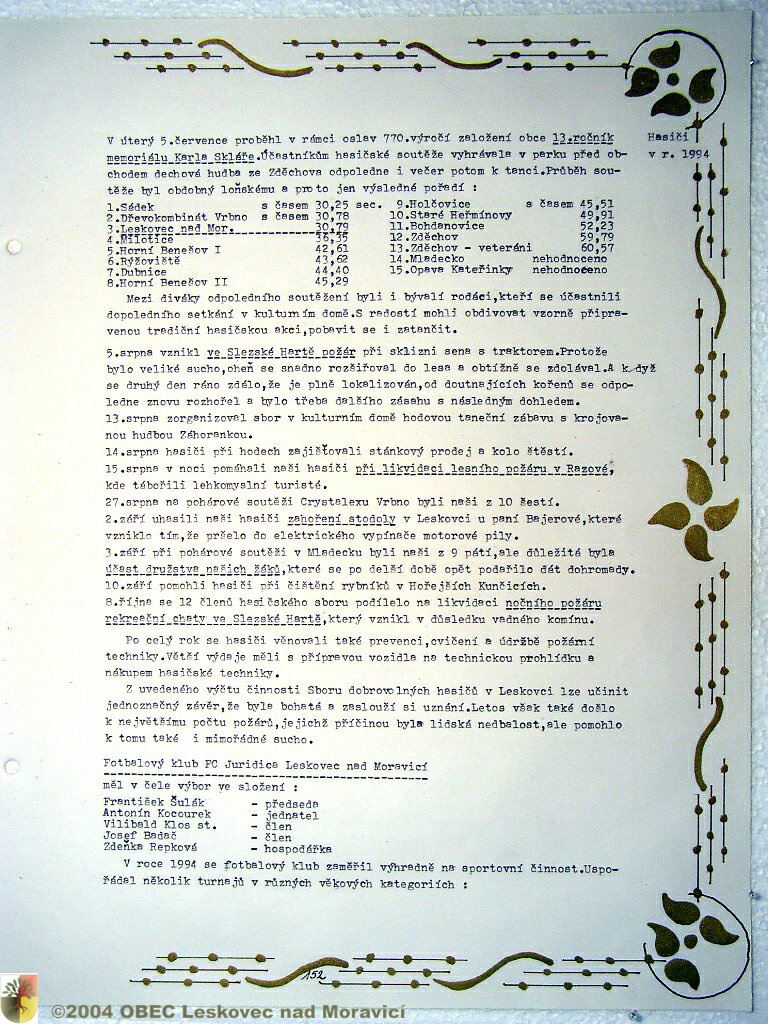 V úterý 5.července proběhl v rámci oslav 770.výročí založení obce 13.ročník
memoriálu Karla Skláře.Účastníkům hasičské soutěže vyhrávala v parku před ob-
chodem dechová hudba ze Zděchova odpoledne i večer potom k tanci.Průběh sou-
těže byl obdobný loňskému a proto jen výsledné pořadí :
Hasiči
v r. 1994
1.Sádek s časem 30,25 sec.
2.Dřevokombinát Vrbno s časem 30,78
3.Leskovec nad Mor. 30,79
4.Milotice 36,35
5.Horní Benešov I 42,61
6.Rýžoviště 43,62
7.Dubnice 44,40
8.Horní Benešov II 45,29
9.Holčovice s časem 45,51
10.Staré Heřmínovy 49,91
11.Bohdanovice 52,23
12.Zděchov 59,79
13.Zděchov - veteráni 60,57
14.Mladecko nehodnoceno
15.Opava Kateřinky nehodnoceno
Mezi diváky odpoledního soutěžení byli i bývalí rodáci,kteří se účastnili
dopoledního setkání v kulturním domě.S radostí mohli obdivovat vzorně připra-
venou tradiční hasičskou akci,pobavit se i zatančit.
5.srpna vznikl ve Slezské Hartě požár při sklizni sena s traktorem.Protože
bylo veliké sucho,oheň se snadno rozšiřoval do lesa a obtížně se zdolával.A když
se druhý den ráno zdálo,že je plně lokalizován,od doutnajících kořenů se odpo-
ledne znovu rozhořel a bylo třeba dalšího zásahu s následným dohledem.
13.srpna zorganizoval sbor v kulturním domě hodovou taneční zábavu s krojova-
nou hudbou Záhorankou.
14.srpna hasiči při hodech zajišťovali stánkový prodej a kolo štěstí.
15.srpna v noci pomáhali naši hasiči při likvidaci lesního požáru v Razové,
kde tábořili lehkomyslní turisté.
27.srpna na pohárové soutěži Crystalexu Vrbno byli naši z 10 šestí.
2.září uhasili naši hasiči zahoření stodoly v Leskovci u paní Bajerové,které
vzniklo tím,že pršelo do elektrického vypínače motorové pily.
3.září při pohárové soutěži v Mladecku byli naši z 9 pátí,ale důležitá byla
účast družstva našich žáků,které se po delší době opět podařilo dát dohromady.
10.září pomohli hasiči při čištění rybníků v Hořejších Kunčicích.
8.října se 12 členů hasičského sboru podílelo na likvidaci nočního požáru
rekreační chaty ve Slezské Hartě,který vznikl v důsledku vadného komínu.
Po celý rok se hasiči věnovali také prevenci,cvičení a údržbě požární
techniky.Větší výdaje měli s přípravou vozidla na technickou prohlídku a
nákupem hasičské techniky.
Z uvedeného výčtu činnosti Sboru dobrovolných hasičů v Leskovci lze učinit
jednoznačný závěr,že byla bohatá a zaslouží si uznání.Letos však také došlo
k největšímu počtu požárů,jejichž příčinou byla lidská nedbalost,ale pomohlo
k tomu také i mimořádné sucho.
Fotbalový klub FC Juridica Leskovec nad Moravicí
měl v čele výbor ve složení :
František Šulák - předseda
Antonín Kocourek - jednatel
Vilibald Klos st. - člen
Josef Badač - člen
Zdeňka Repková - hospodářka
V roce 1994 se fotbalový klub zaměřil výhradně na sportovní činnost.Uspo-
řádal několik turnajů v různých věkových kategoriích :
152
©2004 OBEC Leskovec nad Moravicí